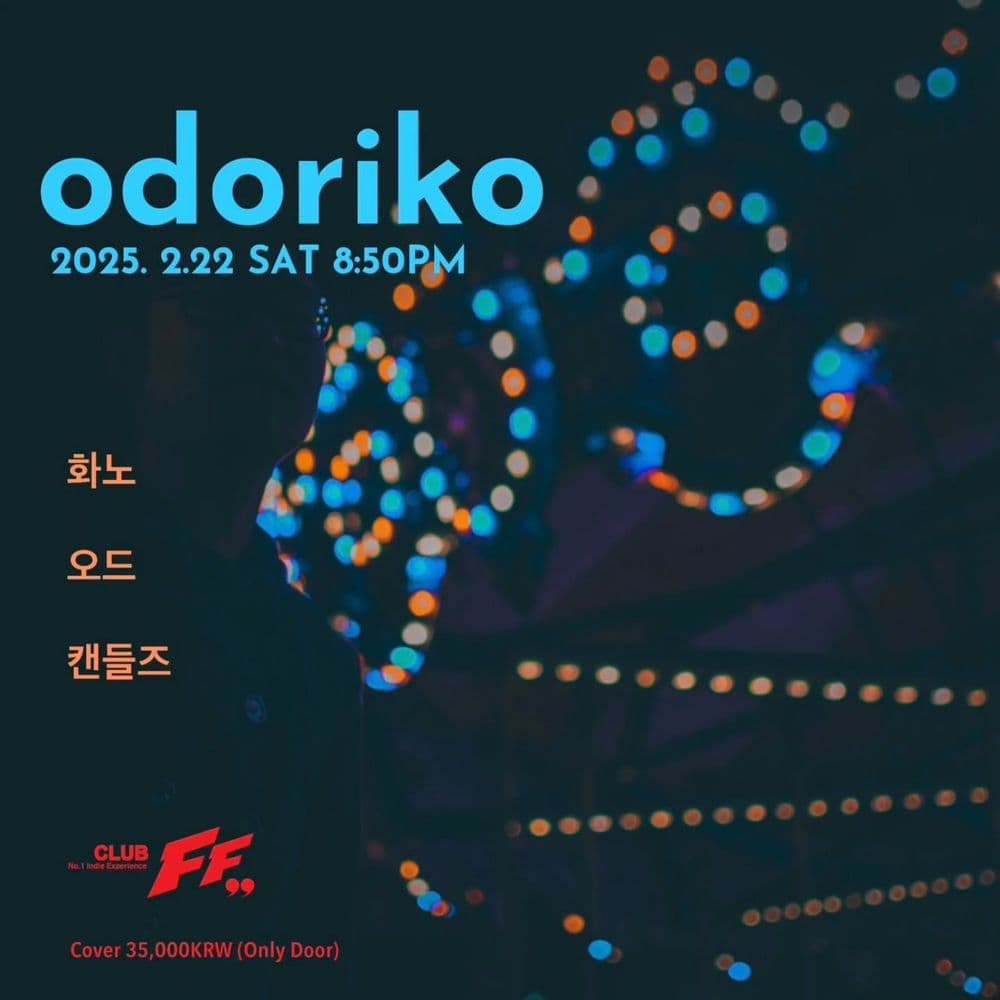 odoriko
2025. 2.22 SAT 8:50PM
화노
오드
캔들즈
CLUB
No.1 Indie Experience
FF
Cover 35,000KRW (Only Door)